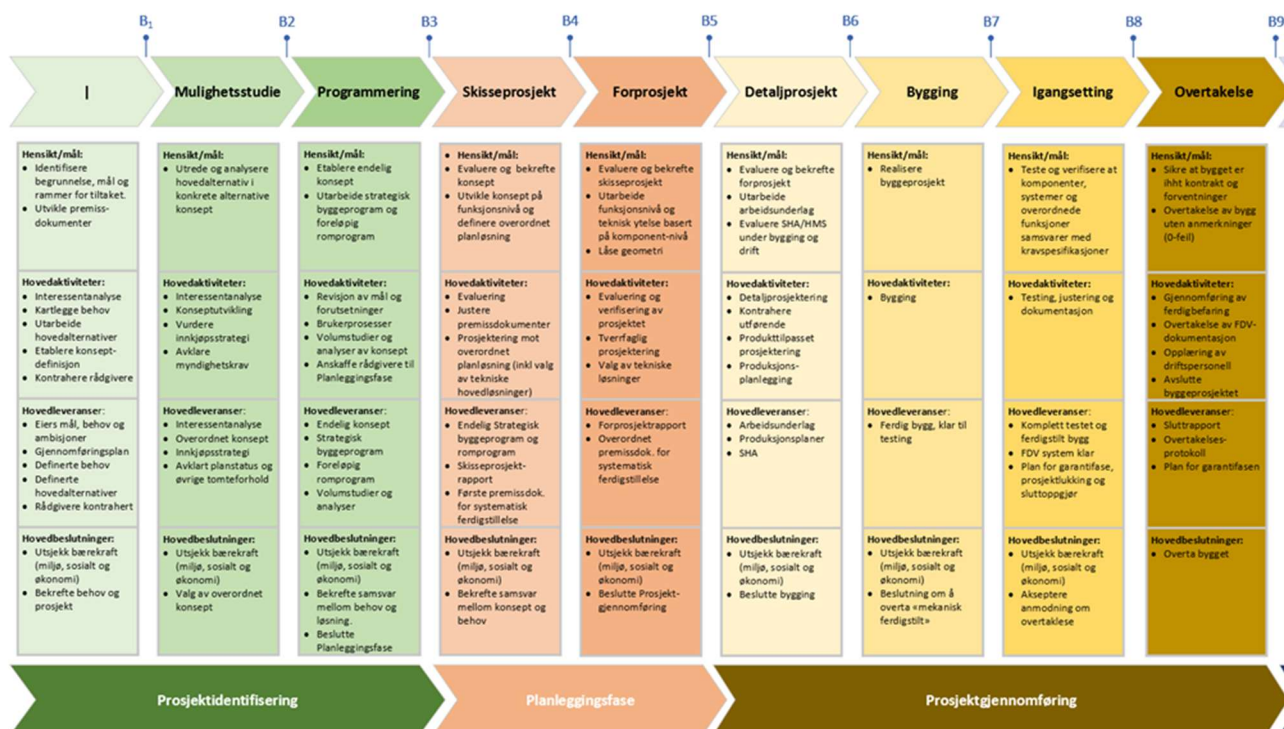 B1 B2 B3 B4 B5 B6 B7 B8 B9
| Mulighetsstudie Programmering Skisseprosjekt Forprosjekt Detaljprosjekt Bygging Igangsetting Overtakelse
Hensikt/mål:
• Identifisere
begrunnelse, mål og
rammer for tiltaket.
• Utvikle premiss-
dokumenter
Hovedaktiviteter:
• Interessentanalyse
• Kartlegge behov
• Utarbeide
hovedalternativer
• Etablere konsept-
definisjon
• Kontrahere rådgivere
Hovedleveranser:
• Eiers mål, behov og
ambisjoner
• Gjennomføringsplan
• Definerte behov
• Definerte
hovedalternativer
• Rådgivere kontrahert
Hovedbeslutninger:
• Utsjekk bærekraft
(miljø, sosialt og
økonomi)
• Bekrefte behov og
prosjekt
Hensikt/mål:
• Utrede og analysere
hovedalternativ i
konkrete alternative
konsept
Hovedaktiviteter:
• Interessentanalyse
• Konseptutvikling
• Vurdere
innkjøpsstrategi
• Avklare
myndighetskrav
Hovedleveranser:
• Interessentanalyse
• Overordnet konsept
• Innkjøpsstrategi
• Avklart planstatus og
øvrige tomteforhold
Hovedbeslutninger:
• Utsjekk bærekraft
(miljø, sosialt og
økonomi)
• Valg av overordnet
konsept
Hensikt/mål:
• Etablere endelig
konsept
• Utarbeide strategisk
byggeprogram og
foreløpig
romprogram
Hovedaktiviteter:
• Revisjon av mål og
forutsetninger
• Brukerprosesser
• Volumstudier og
analyser av konsept
• Anskaffe rådgivere til
Planleggingsfase
Hovedleveranser:
• Endelig konsept
• Strategisk
byggeprogram
• Foreløpig
romprogram
• Volumstudier og
analyser
Hovedbeslutninger:
• Utsjekk bærekraft
(miljø, sosialt og
økonomi)
• Bekrefte samsvar
mellom behov og
løsning.
• Beslutte
Planleggingsfase
• Hensikt/mål:
• Evaluere og bekrefte
konsept
• Utvikle konsept på
funksjonsnivå og
definere overordnet
planløsning
Hovedaktiviteter:
• Evaluering
• Justere
premissdokumenter
• Prosjektering mot
overordnet
planløsning (inkl valg
av tekniske
hovedløsninger)
Hovedleveranser:
• Endelig Strategisk
byggeprogram og
romprogram
• Skisseprosjekt-
rapport
• Første premissdok.
for systematisk
ferdigstillelse
Hovedbeslutninger:
• Utsjekk bærekraft
(miljø, sosialt og
økonomi)
• Bekrefte samsvar
mellom konsept og
behov
Hensikt/mål:
• Evaluere og bekrefte
skisseprosjekt
• Utarbeide
funksjonsnivå og
teknisk ytelse basert
på komponent-nivå
• Låse geometri
Hovedaktiviteter:
• Evaluering og
verifisering av
prosjektet
• Tverrfaglig
prosjektering
• Valg av tekniske
løsninger
Hovedleveranser:
• Forprosjektrapport
• Overordnet
premissdok. for
systematisk
ferdigstillelse
Hovedbeslutninger:
• Utsjekk bærekraft
(miljø, sosialt og
økonomi)
• Beslutte Prosjekt-
gjennomføring
Hensikt/mål:
• Evaluere og bekrefte
forprosjekt
• Utarbeide
arbeidsunderlag
• Evaluere SHA/HMS
under bygging og
drift
Hovedaktiviteter:
• Detaljprosjektering
• Kontrahere
utførende
• Produkttilpasset
prosjektering
• Produksjons-
planlegging
Hovedleveranser:
• Arbeidsunderlag
• Produksjonsplaner
• SHA
Hovedbeslutninger:
• Utsjekk bærekraft
(miljø, sosialt og
økonomi)
• Beslutte bygging
Hensikt/mål:
• Realisere
byggeprosjekt
Hovedaktiviteter:
• Bygging
Hovedleveranser:
• Ferdig bygg, klar til
testing
Hovedbeslutninger:
• Utsjekk bærekraft
(miljø, sosialt og
økonomi)
• Beslutning om å
overta «mekanisk
ferdigstilt»
Hensikt/mål:
• Teste og verifisere at
komponenter,
systemer og
overordnede
funksjoner
samsvarer med
kravspesifikasjoner
Hovedaktiviteter:
• Testing, justering og
dokumentasjon
Hovedleveranser:
• Komplett testet og
ferdigstilt bygg
• FDV system klar
• Plan for garantifase,
prosjektlukking og
sluttoppgjør
Hovedbeslutninger:
• Utsjekk bærekraft
(miljø, sosialt og
økonomi)
• Akseptere
anmodning om
overtaklese
Hensikt/mål:
• Sikre at bygget er
ihht kontrakt og
forventninger
• Overtakelse av bygg
uten anmerkninger
(0-feil)
Hovedaktiviteter:
• Gjennomføring av
ferdigbefaring
• Overtakelse av FDV-
dokumentasjon
• Opplæring av
driftspersonell
• Avslutte
byggeprosjektet
Hovedleveranser:
• Sluttrapport
• Overtakelses-
protokoll
• Plan for garantifasen
Hovedbeslutninger:
• Overta bygget
Prosjektidentifisering Planleggingsfase Prosjektgjennomføring